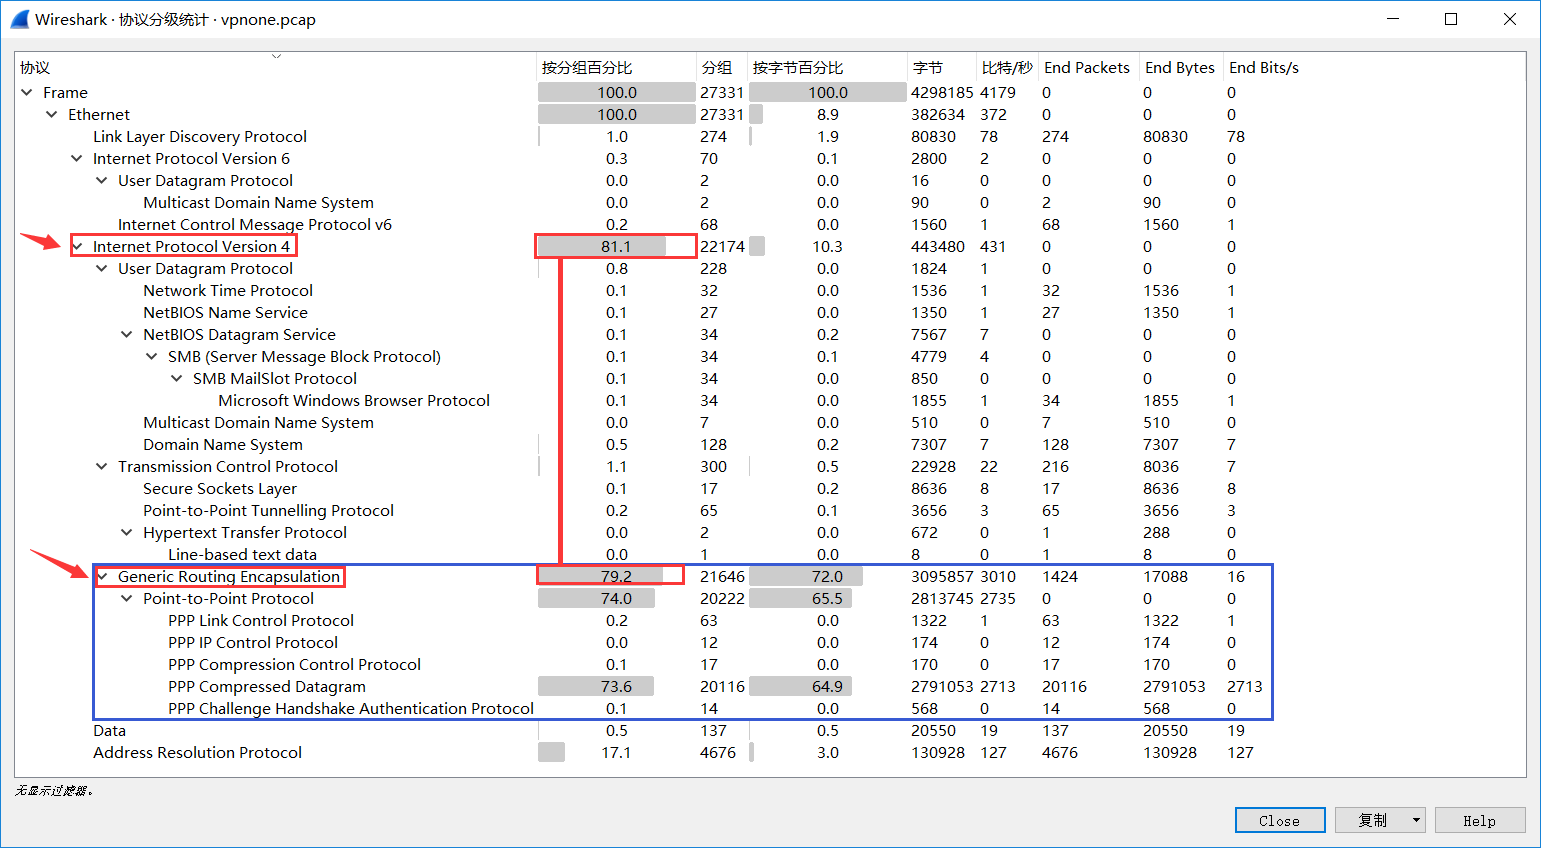 Wireshark · 协议分级统计 · vpnone.pcap
协议 按分组百分比 分组 按字节百分比 字节 比特/秒 End Packets End Bytes End Bits/s
Frame 100.0 27331 100.0 4298185 4179 0 0 0
Ethernet 100.0 27331 8.9 382634 372 0 0 0
Link Layer Discovery Protocol 1.0 274 1.9 80830 78 274 80830 78
Internet Protocol Version 6 0.3 70 0.1 2800 2 0 0 0
User Datagram Protocol 0.0 2 0.0 16 0 0 0 0
Multicast Domain Name System 0.0 2 0.0 90 0 2 90 0
Internet Control Message Protocol v6 0.2 68 0.0 1560 1 68 1560 1
Internet Protocol Version 4 81.1 22174 10.3 443480 431 0 0 0
User Datagram Protocol 0.8 228 0.0 1824 1 0 0 0
Network Time Protocol 0.1 32 0.0 1536 1 32 1536 1
NetBIOS Name Service 0.1 27 0.0 1350 1 27 1350 1
NetBIOS Datagram Service 0.1 34 0.2 7567 7 0 0 0
SMB (Server Message Block Protocol) 0.1 34 0.1 4779 4 0 0 0
SMB MailSlot Protocol 0.1 34 0.0 850 0 0 0 0
Microsoft Windows Browser Protocol 0.1 34 0.0 1855 1 34 1855 1
Multicast Domain Name System 0.0 7 0.0 510 0 7 510 0
Domain Name System 0.5 128 0.2 7307 7 128 7307 7
Transmission Control Protocol 1.1 300 0.5 22928 22 216 8036 7
Secure Sockets Layer 0.1 17 0.2 8636 8 17 8636 8
Point-to-Point Tunnelling Protocol 0.2 65 0.1 3656 3 65 3656 3
Hypertext Transfer Protocol 0.0 2 0.0 672 0 1 288 0
Line-based text data 0.0 1 0.0 8 0 1 8 0
Generic Routing Encapsulation 79.2 21646 72.0 3095857 3010 1424 17088 16
Point-to-Point Protocol 74.0 20222 65.5 2813745 2735 0 0 0
PPP Link Control Protocol 0.2 63 0.0 1322 1 63 1322 1
PPP IP Control Protocol 0.0 12 0.0 174 0 12 174 0
PPP Compression Control Protocol 0.1 17 0.0 170 0 17 170 0
PPP Compressed Datagram 73.6 20116 64.9 2791053 2713 20116 2791053 2713
PPP Challenge Handshake Authentication Protocol 0.1 14 0.0 568 0 14 568 0
Data 0.5 137 0.5 20550 19 137 20550 19
Address Resolution Protocol 17.1 4676 3.0 130928 127 4676 130928 127
无显示过滤器。
Close 复制 Help